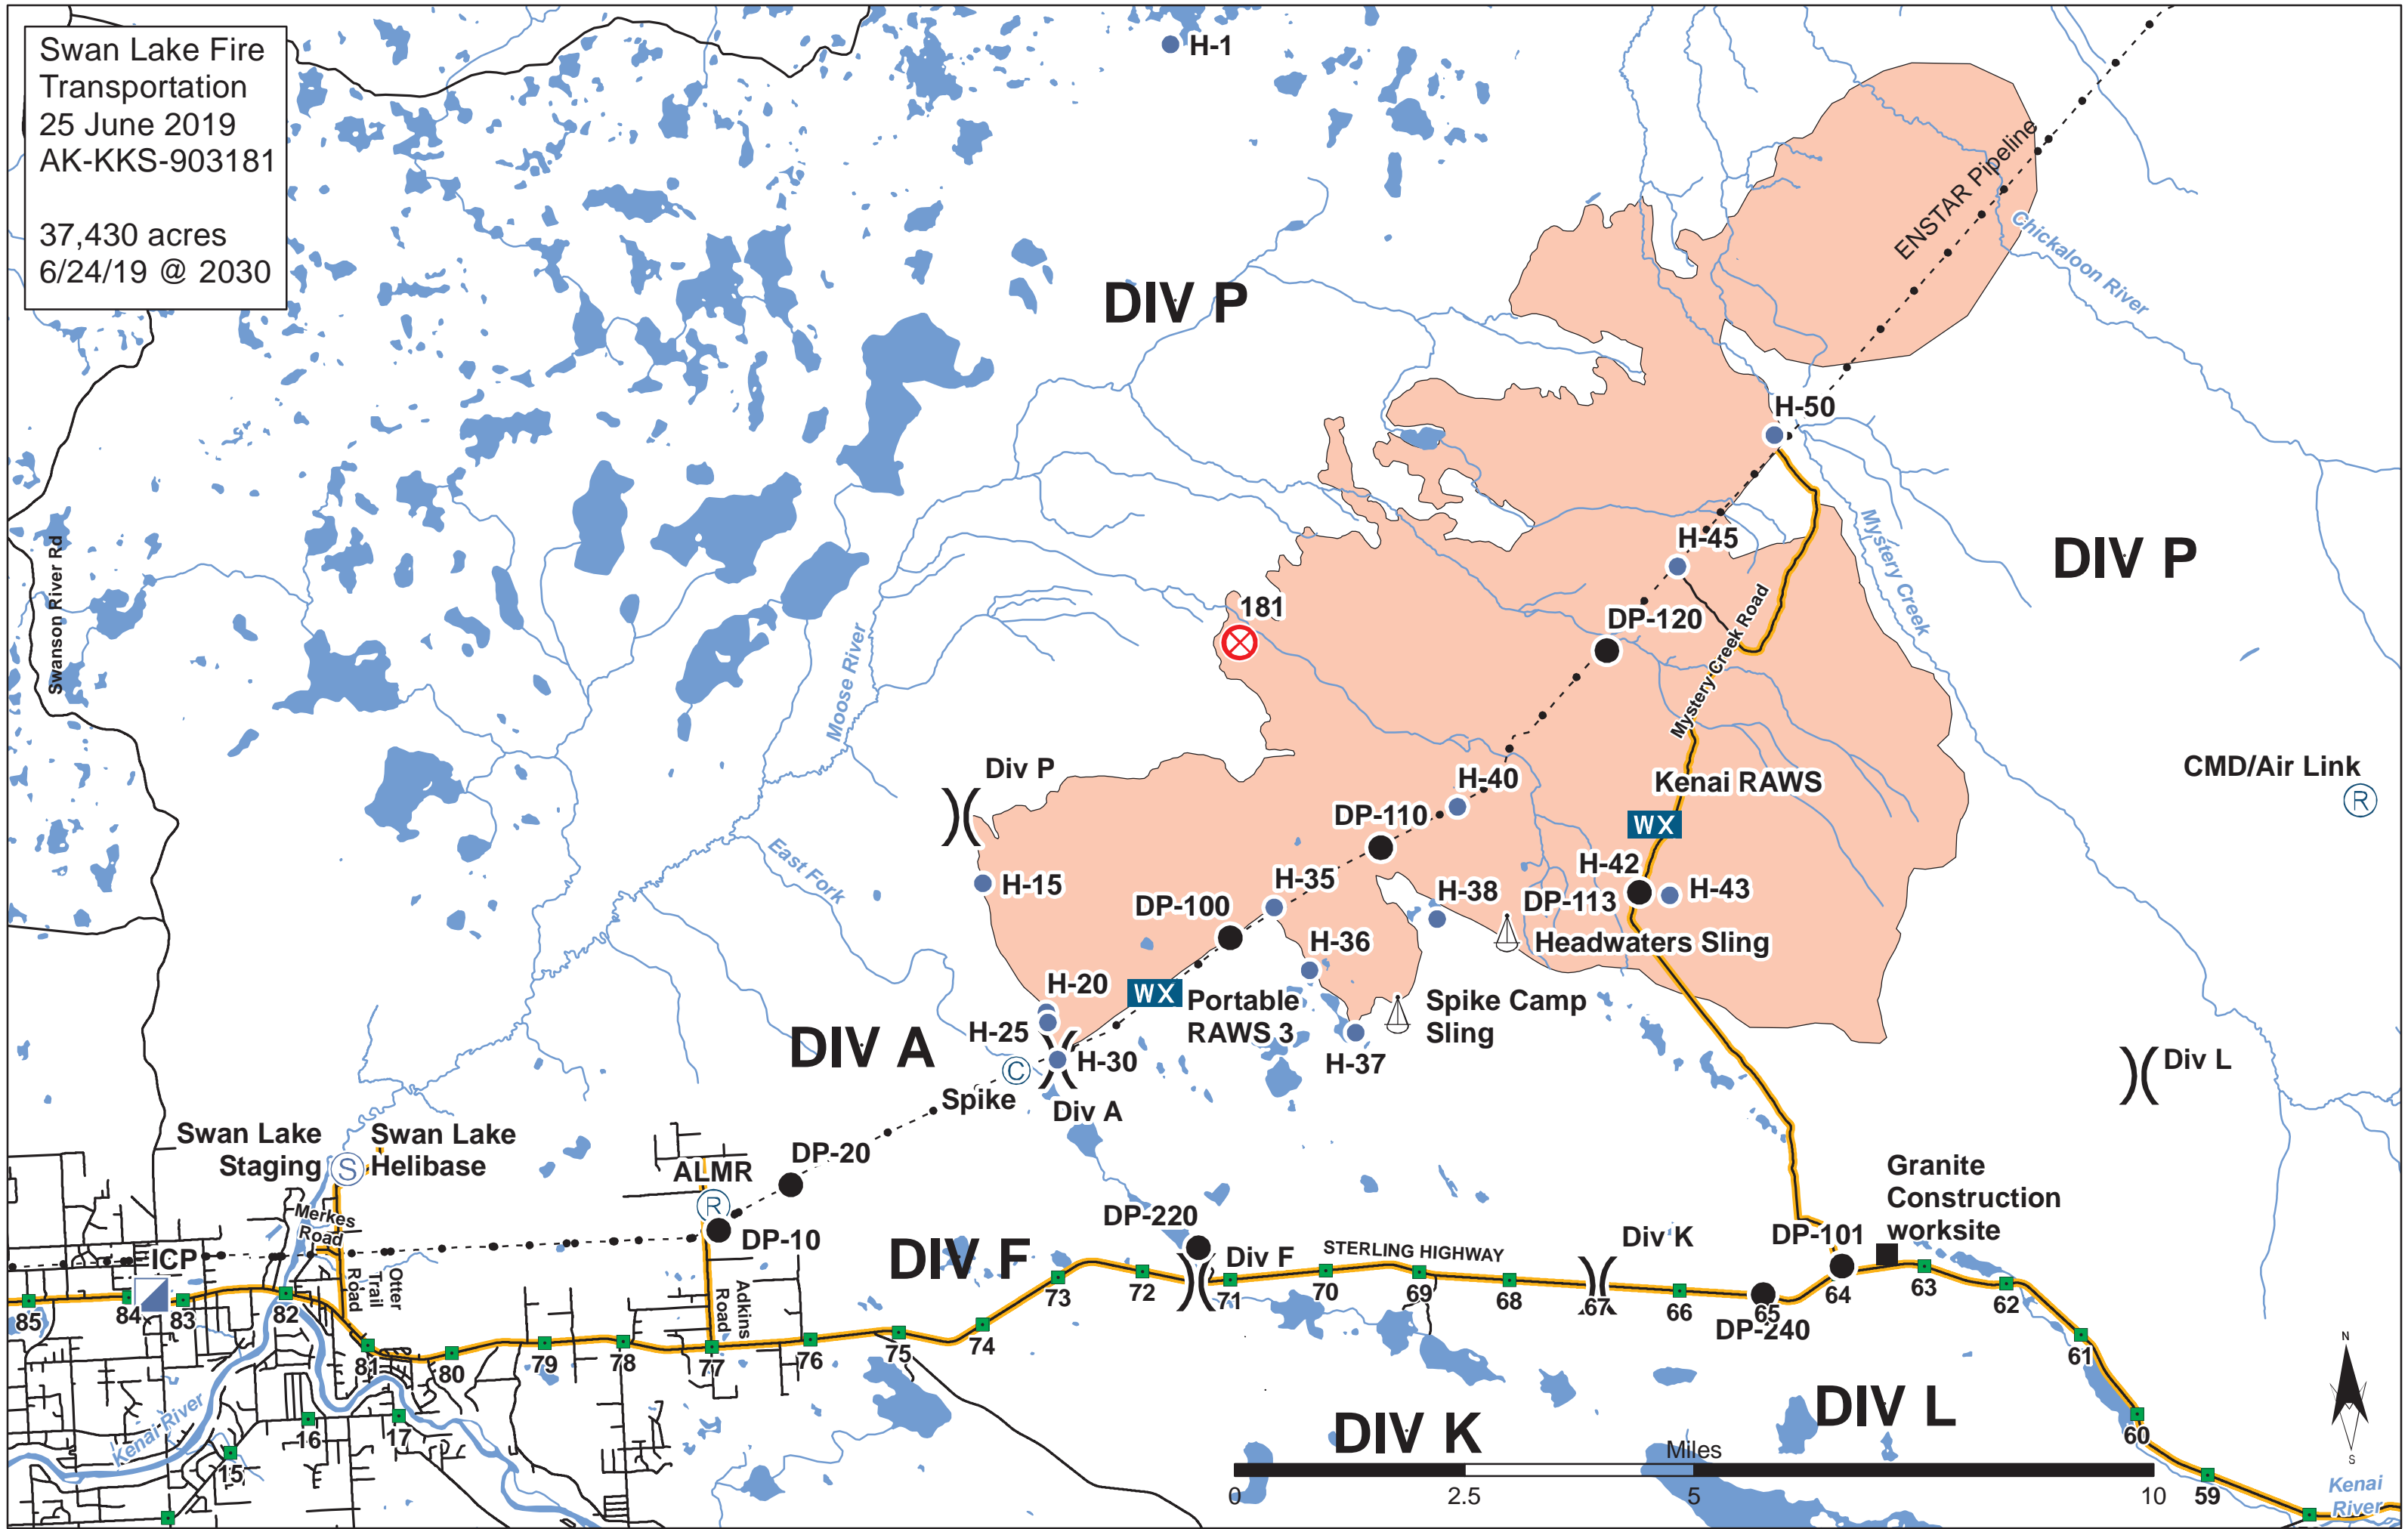 Swan Lake Fire
Transportation
25 June 2019
AK-KKS-903181
37,430 acres
6/24/19 @ 2030
H-1
ENSTAR Pipeline
Chickaloon River
DIV P
H-50
Swanson River Rd
Mystery Creek
H-45
DIV P
181
DP-120
Mystery Creek Road
Moose River
Div P
H-40
Kenai RAWS
CMD/Air Link
R
DP-110
WX
East Fork
H-15
H-35
H-42
H-38
DP-113
H-43
DP-100
H-36
Headwaters Sling
H-20
WX
Portable
RAWS 3
Spike Camp
Sling
H-25
DIV A
H-30
H-37
Div L
C
Spike
Div A
Swan Lake
Staging
S
Swan Lake
Helibase
DP-20
ALMR
R
Granite
Construction
worksite
Merkes
Road
DP-220
DP-10
Div K
DP-101
ICP
DIV F
Div F
STERLING HIGHWAY
Otter
Trail
Road
Adkins
Road
85
84
83
82
81
80
79
78
77
76
75
74
73
72
71
70
69
68
67
66
65
64
63
62
61
60
59
DP-240
DIV K
DIV L
Kenai River
16
17
15
Miles
0
2.5
5
10
N
S
Kenai
River